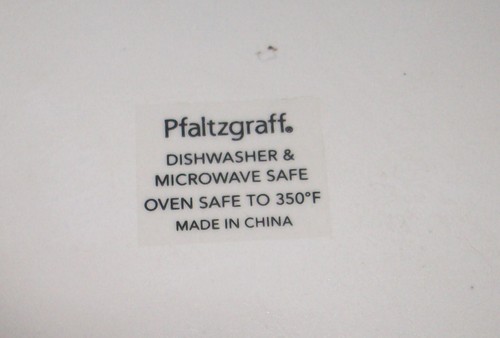 Pfaltzgraff®
DISHWASHER &
MICROWAVE SAFE
OVEN SAFE TO 350°F
MADE IN CHINA